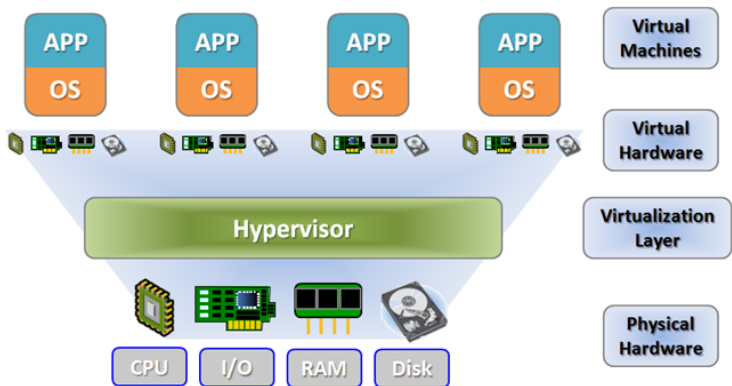 APP
OS
APP
OS
APP
OS
APP
OS
Virtual
Machines
Virtual
Hardware
Hypervisor
Virtualization
Layer
CPU
I/O
RAM
Disk
Physical
Hardware